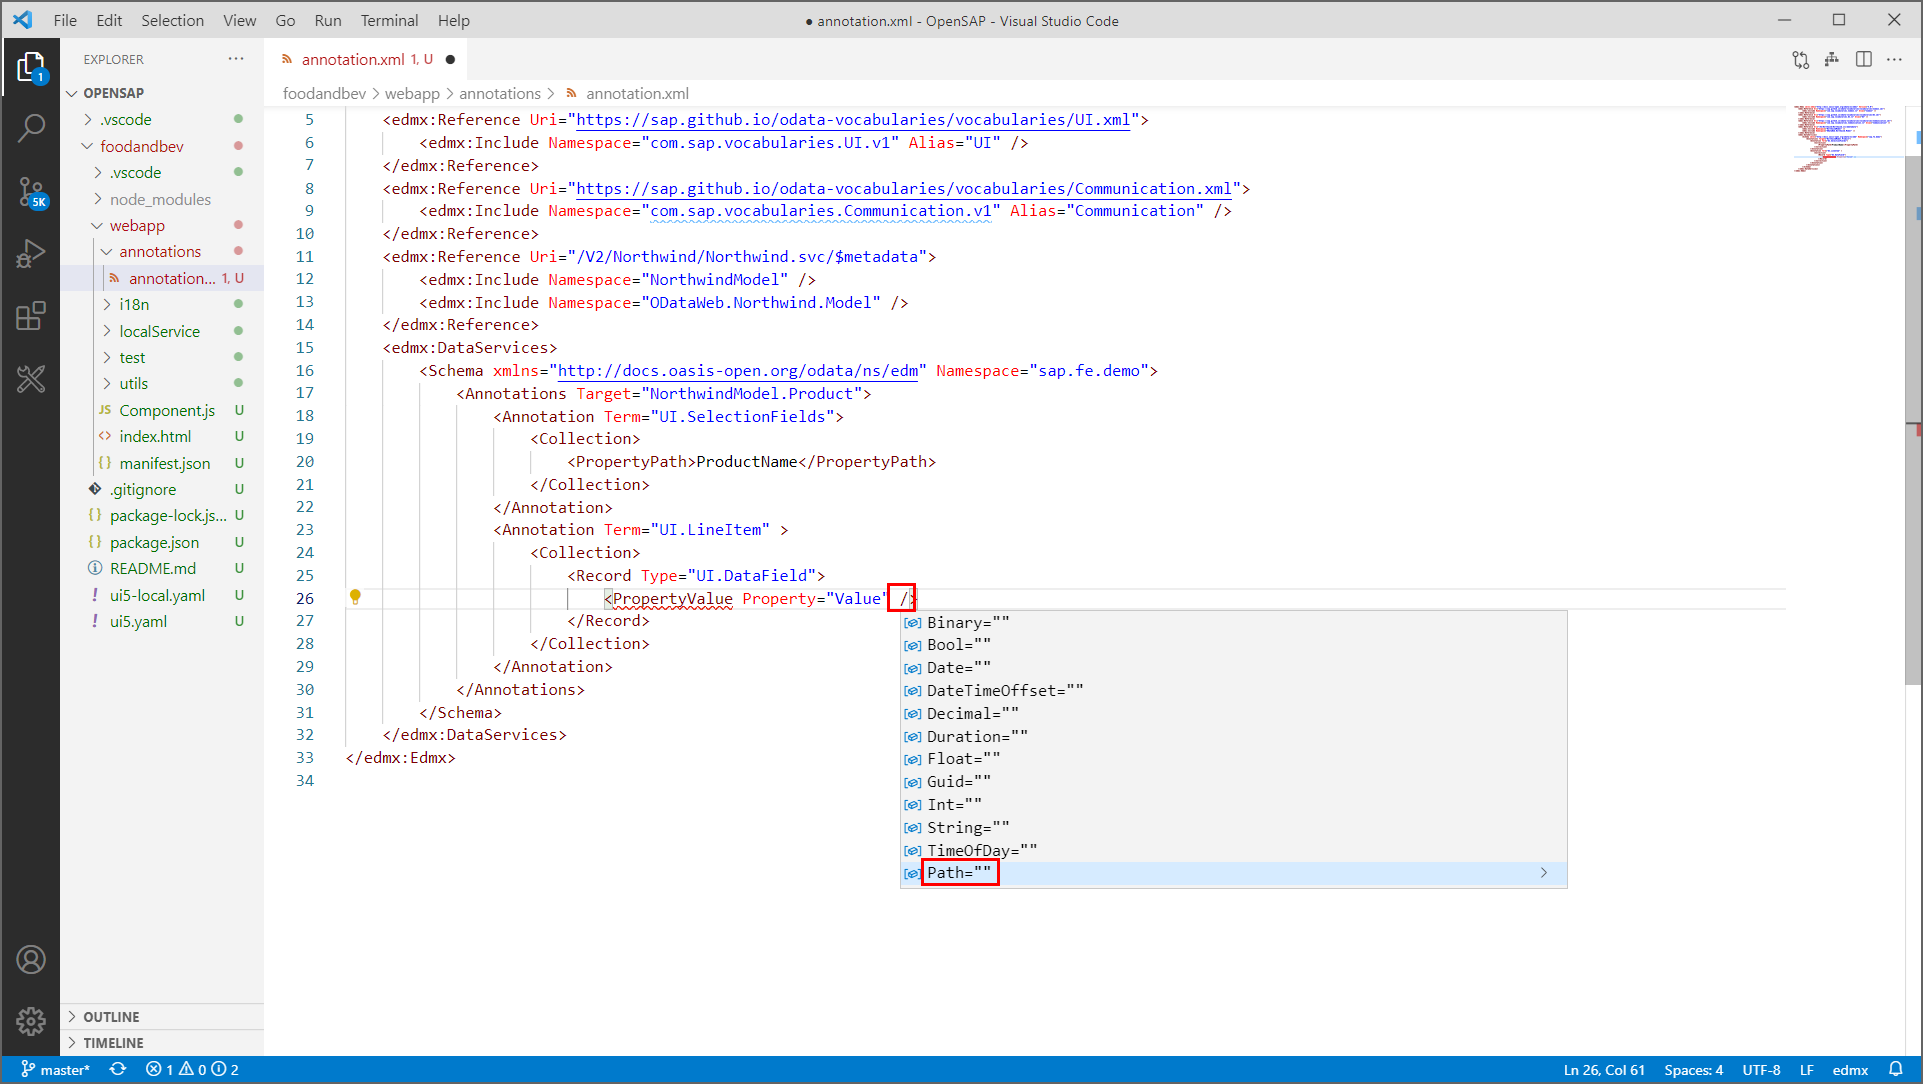 File Edit Selection View Go Run Terminal Help
● annotation.xml - OpenSAP - Visual Studio Code
EXPLORER
OPENSAP
.vscode
foodandbev
.vscode
node_modules
webapp
annotations
annotation... 1, U
i18n
localService
test
utils
JS Component.js U
<> index.html U
{} manifest.json U
.gitignore U
{} package-lock.js... U
{} package.json U
README.md U
! ui5-local.yaml U
! ui5.yaml U
OUTLINE
TIMELINE
1
5K
annotation.xml 1, U ●
foodandbev > webapp > annotations > annotation.xml
5 <edmx:Reference Uri="https://sap.github.io/odata-vocabularies/vocabularies/UI.xml">
6 <edmx:Include Namespace="com.sap.vocabularies.UI.v1" Alias="UI" />
7 </edmx:Reference>
8 <edmx:Reference Uri="https://sap.github.io/odata-vocabularies/vocabularies/Communication.xml">
9 <edmx:Include Namespace="com.sap.vocabularies.Communication.v1" Alias="Communication" />
10 </edmx:Reference>
11 <edmx:Reference Uri="/V2/Northwind/Northwind.svc/$metadata">
12 <edmx:Include Namespace="NorthwindModel" />
13 <edmx:Include Namespace="ODataWeb.Northwind.Model" />
14 </edmx:Reference>
15 <edmx:DataServices>
16 <Schema xmlns="http://docs.oasis-open.org/odata/ns/edm" Namespace="sap.fe.demo">
17 <Annotations Target="NorthwindModel.Product">
18 <Annotation Term="UI.SelectionFields">
19 <Collection>
20 <PropertyPath>ProductName</PropertyPath>
21 </Collection>
22 </Annotation>
23 <Annotation Term="UI.LineItem" >
24 <Collection>
25 <Record Type="UI.DataField">
26 <PropertyValue Property="Value" />
27 </Record>
28 </Collection>
29 </Annotation>
30 </Annotations>
31 </Schema>
32 </edmx:DataServices>
33 </edmx:Edmx>
34
Binary=""
Bool=""
Date=""
DateTimeOffset=""
Decimal=""
Duration=""
Float=""
Guid=""
Int=""
String=""
TimeOfDay=""
Path=""
master* 1 0 2 Ln 26, Col 61 Spaces: 4 UTF-8 LF edmx